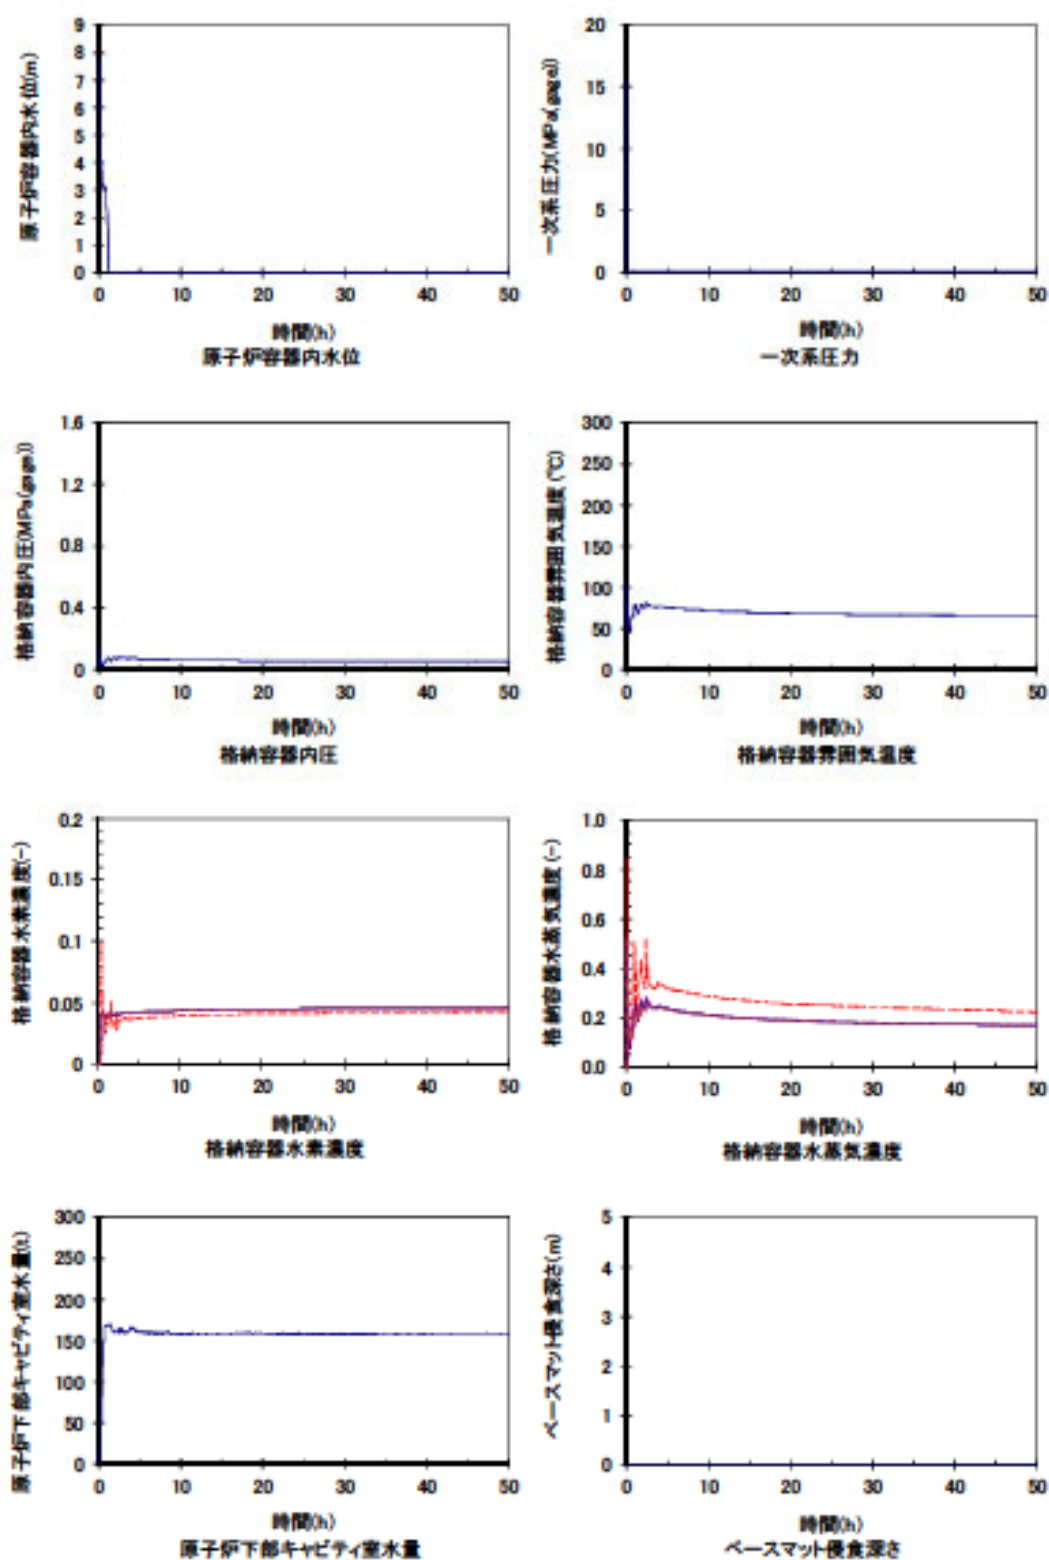 原子炉容器内水位(m)
9
8
7
6
5
4
3
2
1
0
0 10 20 30 40 50
時間(h)
原子炉容器内水位
一次系圧力(MPa(gage))
20
15
10
5
0
0 10 20 30 40 50
時間(h)
一次系圧力
格納容器内圧(MPa(gage))
1.6
1.2
0.8
0.4
0
0 10 20 30 40 50
時間(h)
格納容器内圧
格納容器雰囲気温度(℃)
300
250
200
150
100
50
0
0 10 20 30 40 50
時間(h)
格納容器雰囲気温度
格納容器水素濃度(-)
0.2
0.15
0.1
0.05
0
0 10 20 30 40 50
時間(h)
格納容器水素濃度
格納容器水蒸気濃度(-)
1.0
0.8
0.6
0.4
0.2
0.0
0 10 20 30 40 50
時間(h)
格納容器水蒸気濃度
原子炉下部キャビティ室水量(t)
300
250
200
150
100
50
0
0 10 20 30 40 50
時間(h)
原子炉下部キャビティ室水量
ベースマット侵食深さ(m)
5
4
3
2
1
0
0 10 20 30 40 50
時間(h)
ベースマット侵食深さ